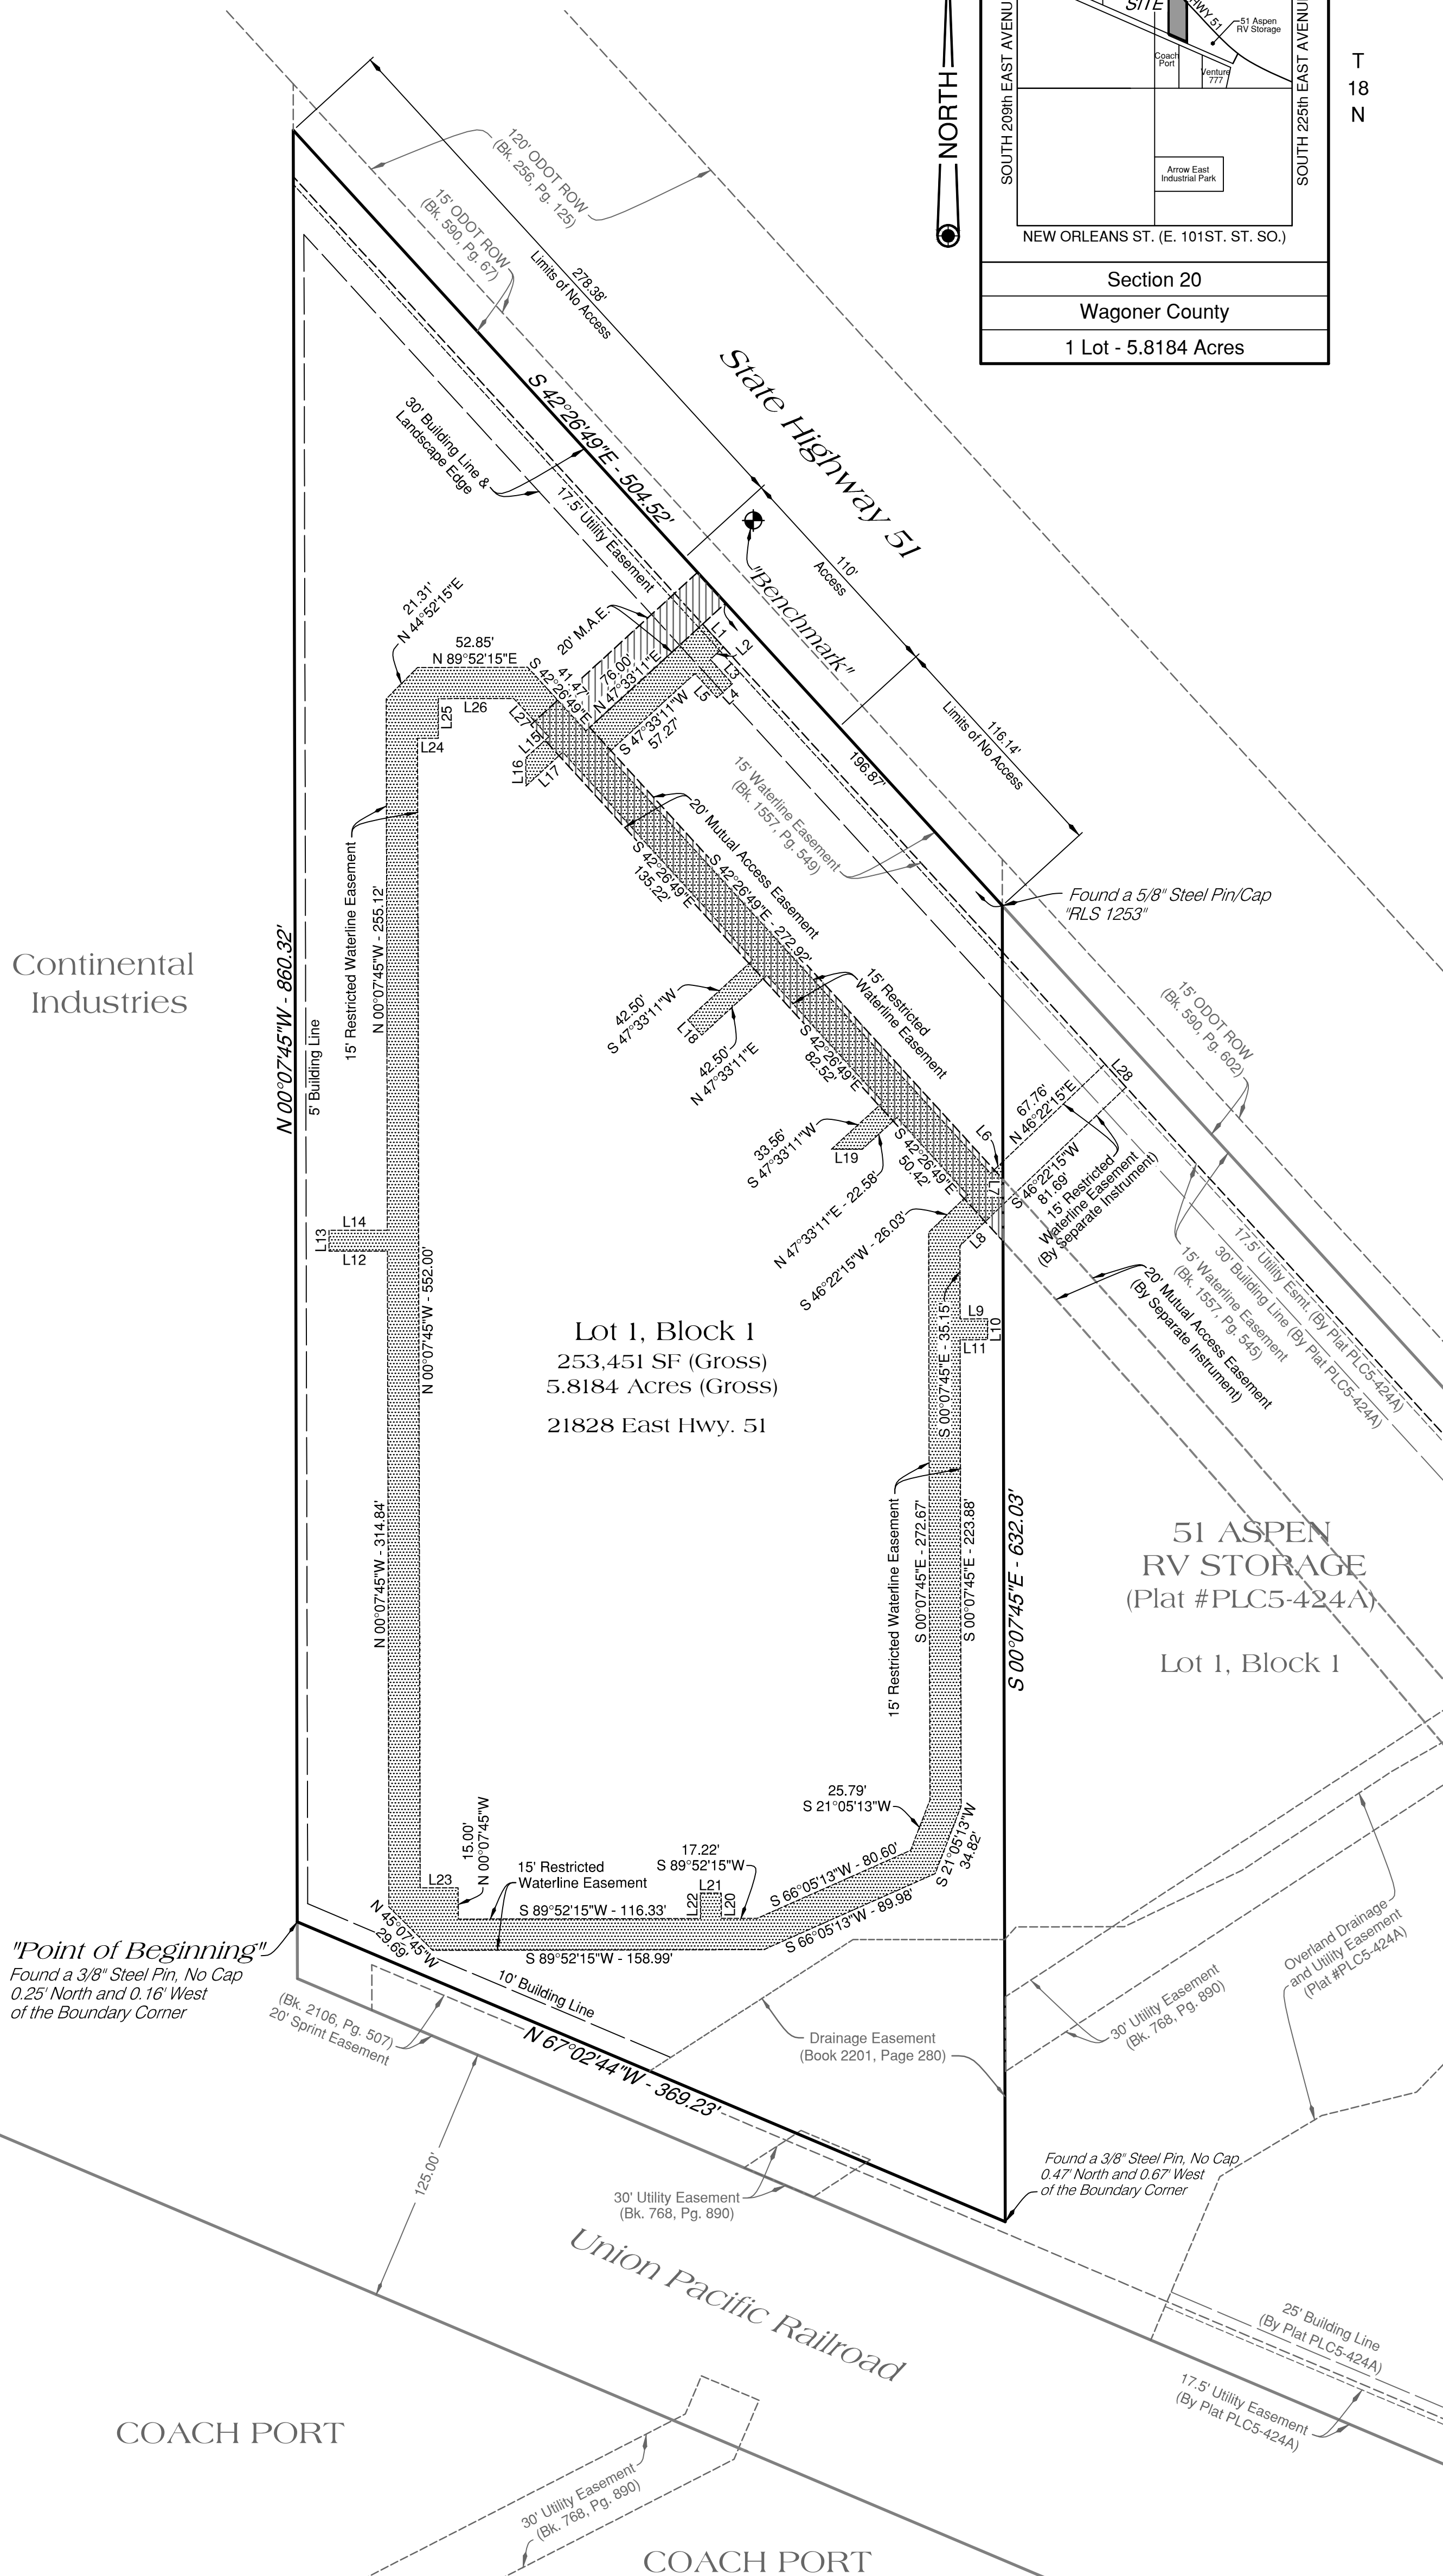 SITE
HWY 51
51 Aspen
RV Storage
Coach
Port
Venture
777
SOUTH 209th EAST AVENU
SOUTH 225th EAST AVENU
T
18
N
NORTH
Arrow East
Industrial Park
NEW ORLEANS ST. (E. 101ST. ST. SO.)
Section 20
Wagoner County
1 Lot - 5.8184 Acres
120' ODOT ROW
(Bk. 256, Pg. 125)
15' ODOT ROW
(Bk. 590, Pg. 67)
278.38'
Limits of No Access
State Highway 51
S 42°26'49"E - 504.52'
30' Building Line &
Landscape Edge
17.5' Utility Easement
"Benchmark"
110'
Access
116.14'
Limits of No Access
196.87'
21.31'
N 44°52'15"E
52.85'
N 89°52'15"E
20' M.A.E.
S 42°26'49"E
41.47'
76.00'
N 47°33'11"E
L1
L2
L3
L4
L5
S 47°33'11"W
57.27'
L27
L26
L25
L24
L15
L16
L17
15' Waterline Easement
(Bk. 1557, Pg. 549)
20' Mutual Access Easement
S 42°26'49"E - 272.92'
S 42°26'49"E
135.22'
Found a 5/8" Steel Pin/Cap
"RLS 1253"
15' Restricted Waterline Easement
N 00°07'45"W - 255.12'
Continental
Industries
N 00°07'45"W - 860.32'
5' Building Line
15' Restricted
Waterline Easement
42.50'
S 47°33'11"W
L18
42.50'
N 47°33'11"E
S 42°26'49"E
82.52'
15' ODOT ROW
(Bk. 590, Pg. 602)
L28
67.76'
N 46°22'15"E
L6
L7
33.56'
S 47°33'11"W
L19
S 42°26'49"E
50.42'
N 47°33'11"E - 22.58'
S 46°22'15"W - 26.03'
L8
S 46°22'15"W
81.69'
15' Restricted
Waterline Easement
(By Separate Instrument)
L14
L13
L12
N 00°07'45"W - 552.00'
17.5' Utility Esmt. (By Plat PLC5-424A)
30' Building Line (By Plat PLC5-424A)
15' Waterline Easement
(Bk. 1557, Pg. 545)
20' Mutual Access Easement
(By Separate Instrument)
L9
L10
L11
S 00°07'45"E - 35.15'
Lot 1, Block 1
253,451 SF (Gross)
5.8184 Acres (Gross)
21828 East Hwy. 51
N 00°07'45"W - 314.84'
15' Restricted Waterline Easement
S 00°07'45"E - 272.67'
S 00°07'45"E - 223.88'
S 00°07'45"E - 632.03'
51 ASPEN
RV STORAGE
(Plat #PLC5-424A)
Lot 1, Block 1
25.79'
S 21°05'13"W
S 21°05'13"W
34.82'
15.00'
N 00°07'45"W
L23
15' Restricted
Waterline Easement
17.22'
S 89°52'15"W
L21
L22
L20
S 66°05'13"W - 80.60'
S 89°52'15"W - 116.33'
S 66°05'13"W - 89.98'
S 89°52'15"W - 158.99'
N 45°07'45"W
29.69'
"Point of Beginning"
Found a 3/8" Steel Pin, No Cap
0.25' North and 0.16' West
of the Boundary Corner
10' Building Line
(Bk. 2106, Pg. 507)
20' Sprint Easement
N 67°02'44"W - 369.23'
Drainage Easement
(Book 2201, Page 280)
30' Utility Easement
(Bk. 768, Pg. 890)
Overland Drainage
and Utility Easement
(Plat #PLC5-424A)
125.00'
Found a 3/8" Steel Pin, No Cap
0.47' North and 0.67' West
of the Boundary Corner
30' Utility Easement
(Bk. 768, Pg. 890)
Union Pacific Railroad
25' Building Line
(By Plat PLC5-424A)
17.5' Utility Easement
(By Plat PLC5-424A)
COACH PORT
30' Utility Easement
(Bk. 768, Pg. 890)
COACH PORT